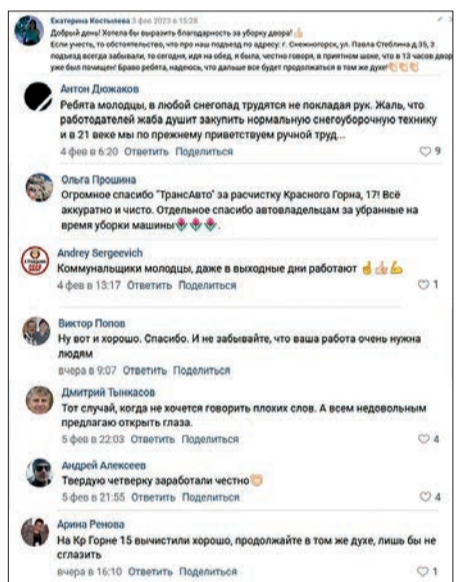 Екатерина Костылева 3 фев 2023 в 15:28
Добрый день! Хотела бы выразить благодарность за уборку двора!👍🏻
Если учесть, то обстоятельство, что про наш подъезд по адресу: г. Снежногорск, ул. Павла Стеблина д.35, 3
подъезд всегда забывали, то сегодня, идя на обед, я была, честно говоря, в приятном шоке, что в 13 часов двор
уже был почищен! Браво ребята, надеюсь, что дальше все будет продолжаться в том же духе!👏🏻👏🏻👏🏻
Антон Дюжаков
Ребята молодцы, в любой снегопад трудятся не покладая рук. Жаль, что
работодателей жаба душит закупить нормальную снегоуборочную технику
и в 21 веке мы по прежнему приветствуем ручной труд...
4 фев в 6:20 Ответить Поделиться 9
Ольга Прошина
Огромное спасибо "ТрансАвто" за расчистку Красного Горна, 17! Всё
аккуратно и чисто. Отдельное спасибо автовладельцам за убранные на
время уборки машины🌷🌷🌷.
Andrey Sergeevich
Коммунальщики молодцы, даже в выходные дни работают ☝👍🏻💪
4 фев в 13:17 Ответить Поделиться 1
Виктор Попов
Ну вот и хорошо. Спасибо. И не забывайте, что ваша работа очень нужна
людям
вчера в 9:07 Ответить Поделиться
Дмитрий Тынкасов
Тот случай, когда не хочется говорить плохих слов. А всем недовольным
предлагаю открыть глаза.
5 фев в 22:03 Ответить Поделиться 4
Андрей Алексеев
Твердую четверку заработали честно👏🏻
5 фев в 21:55 Ответить Поделиться 4
Арина Ренова
На Кр Горне 15 вычистили хорошо, продолжайте в том же духе, лишь бы не
сглазить
вчера в 16:10 Ответить Поделиться 1